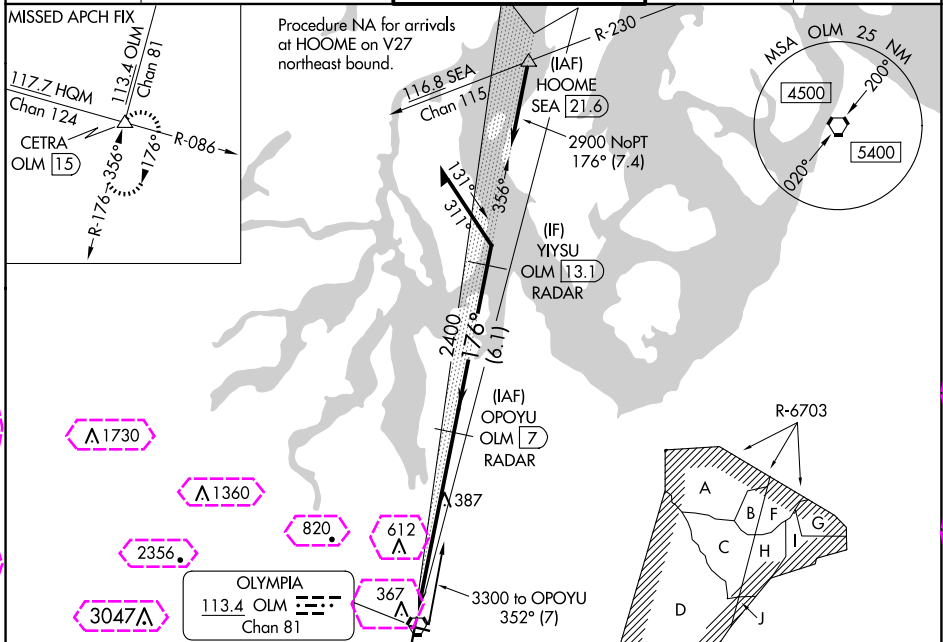 MISSED APCH FIX
113.4 OLM
Chan 81
117.7 HQM
Chan 124
CETRA
OLM 15
R-086
356°
176°
R-176
Procedure NA for arrivals
at HOOME on V27
northeast bound.
R-230
116.8 SEA
Chan 115
(IAF)
HOOME
SEA 21.6
2900 NoPT
176° (7.4)
MSA OLM 25 NM
4500
200°
020°
5400
131°
311°
356°
(IF)
YIYSU
OLM 13.1
RADAR
2400
176°
(6.1)
(IAF)
OPOYU
OLM 7
RADAR
387
1730
1360
820
612
2356
3047
367
OLYMPIA
113.4 OLM
Chan 81
3300 to OPOYU
352° (7)
R-6703
A
B
F
G
C
H
I
D
J